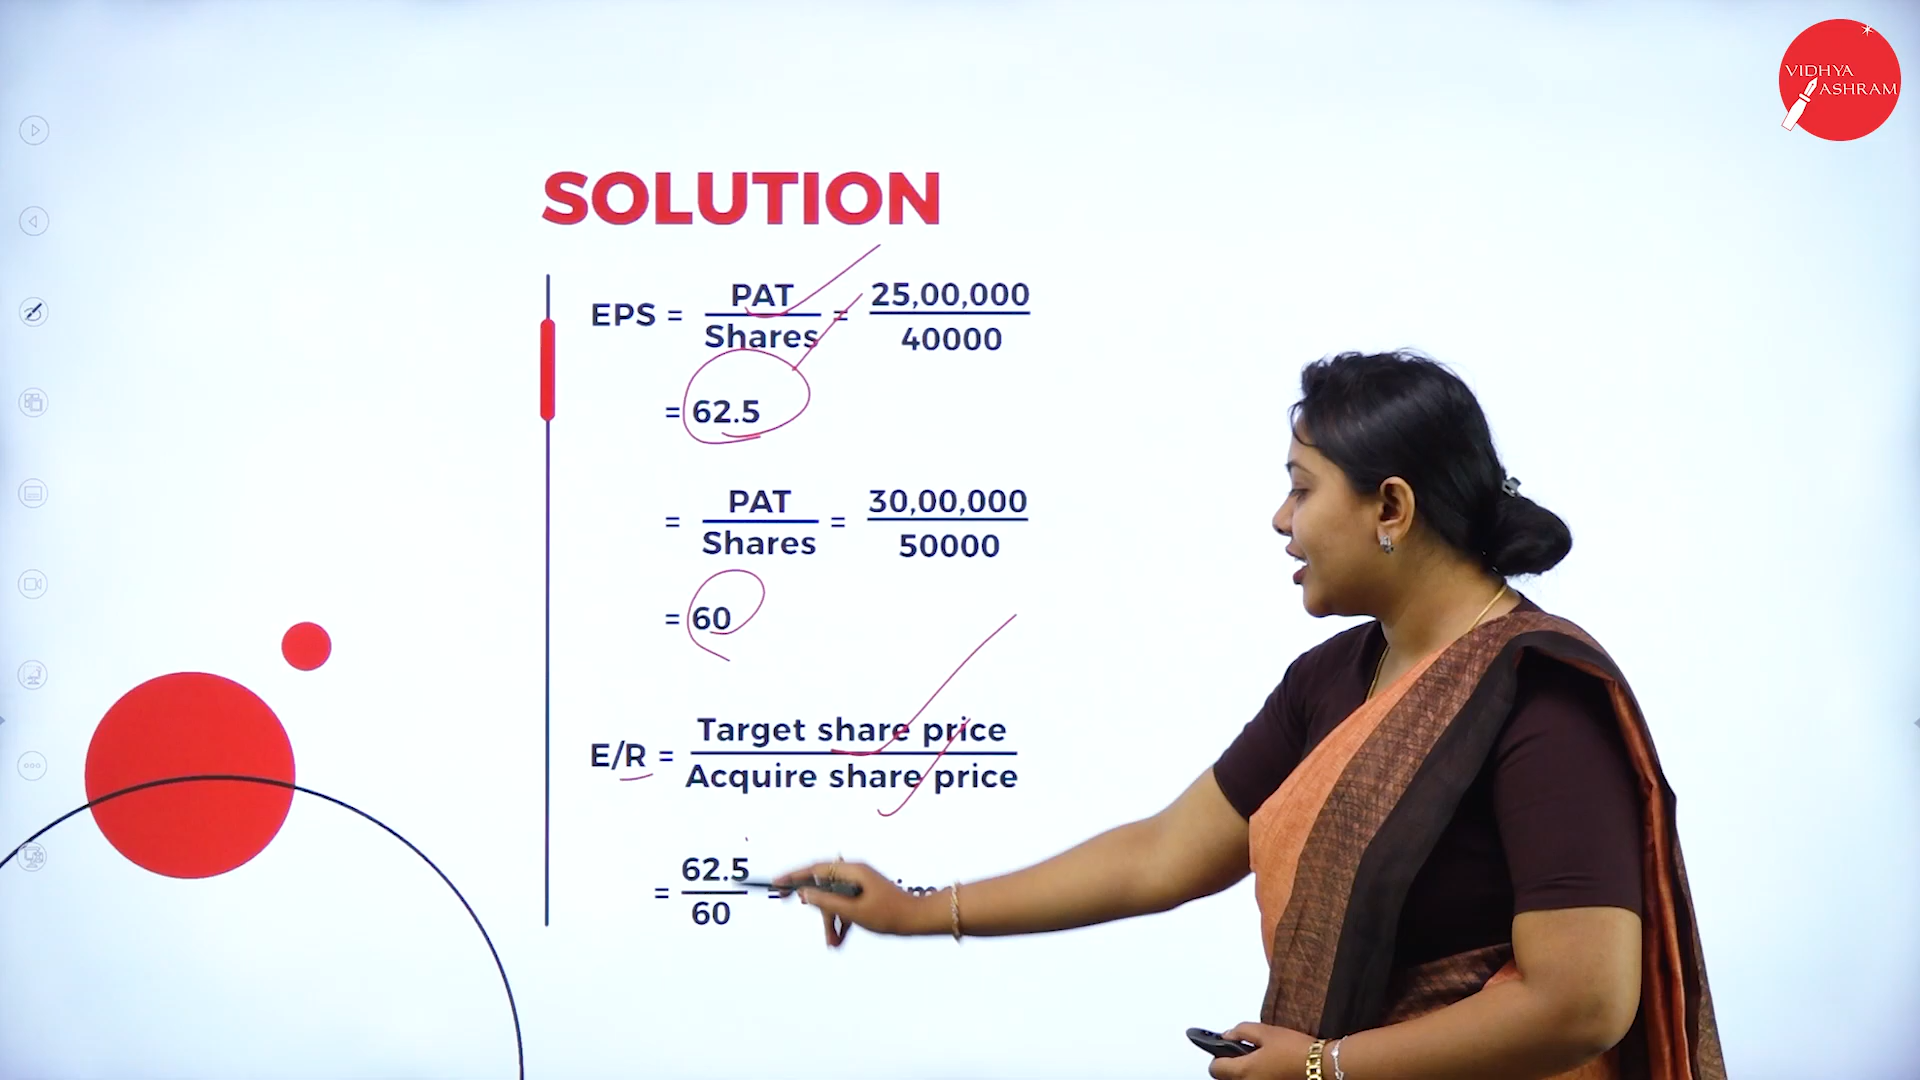 VIDHYA
ASHRAM
SOLUTION
EPS = PAT / Shares = 25,00,000 / 40000
= 62.5
= PAT / Shares = 30,00,000 / 50000
= 60
E/R = Target share price / Acquire share price
= 62.5 / 60 =